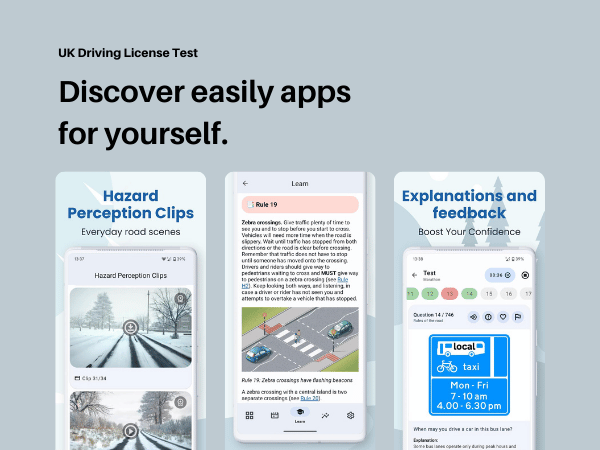 UK Driving License Test
Discover easily apps
for yourself.
Hazard
Perception Clips
Everyday road scenes
Hazard Perception Clips
Clip 31/34
Learn
Rule 19
Zebra crossings. Give traffic plenty of time to
see you and to stop before you start to cross.
Vehicles will need more time when the road is
slippery. Wait until traffic has stopped from both
directions or the road is clear before crossing.
Remember that traffic does not have to stop
until someone has moved onto the crossing.
Drivers and riders should give way to
pedestrians waiting to cross and MUST give way
to pedestrians on a zebra crossing (see Rule
H2). Keep looking both ways, and listening, in
case a driver or rider has not seen you and
attempts to overtake a vehicle that has stopped.
Rule 19: Zebra crossings have flashing beacons
A zebra crossing with a central island is two
separate crossings (see Rule 20).
Learn
Explanations and
feedback
Boost Your Confidence
Test
Marathon
11 12 13 14 15 16 17
Question 14 / 746
Rules of the road
local
taxi
Mon - Fri
7 - 10 am
4.00 - 6.30 pm
When may you drive a car in this bus lane?
Explanation:
Some bus lanes operate only during peak hours and